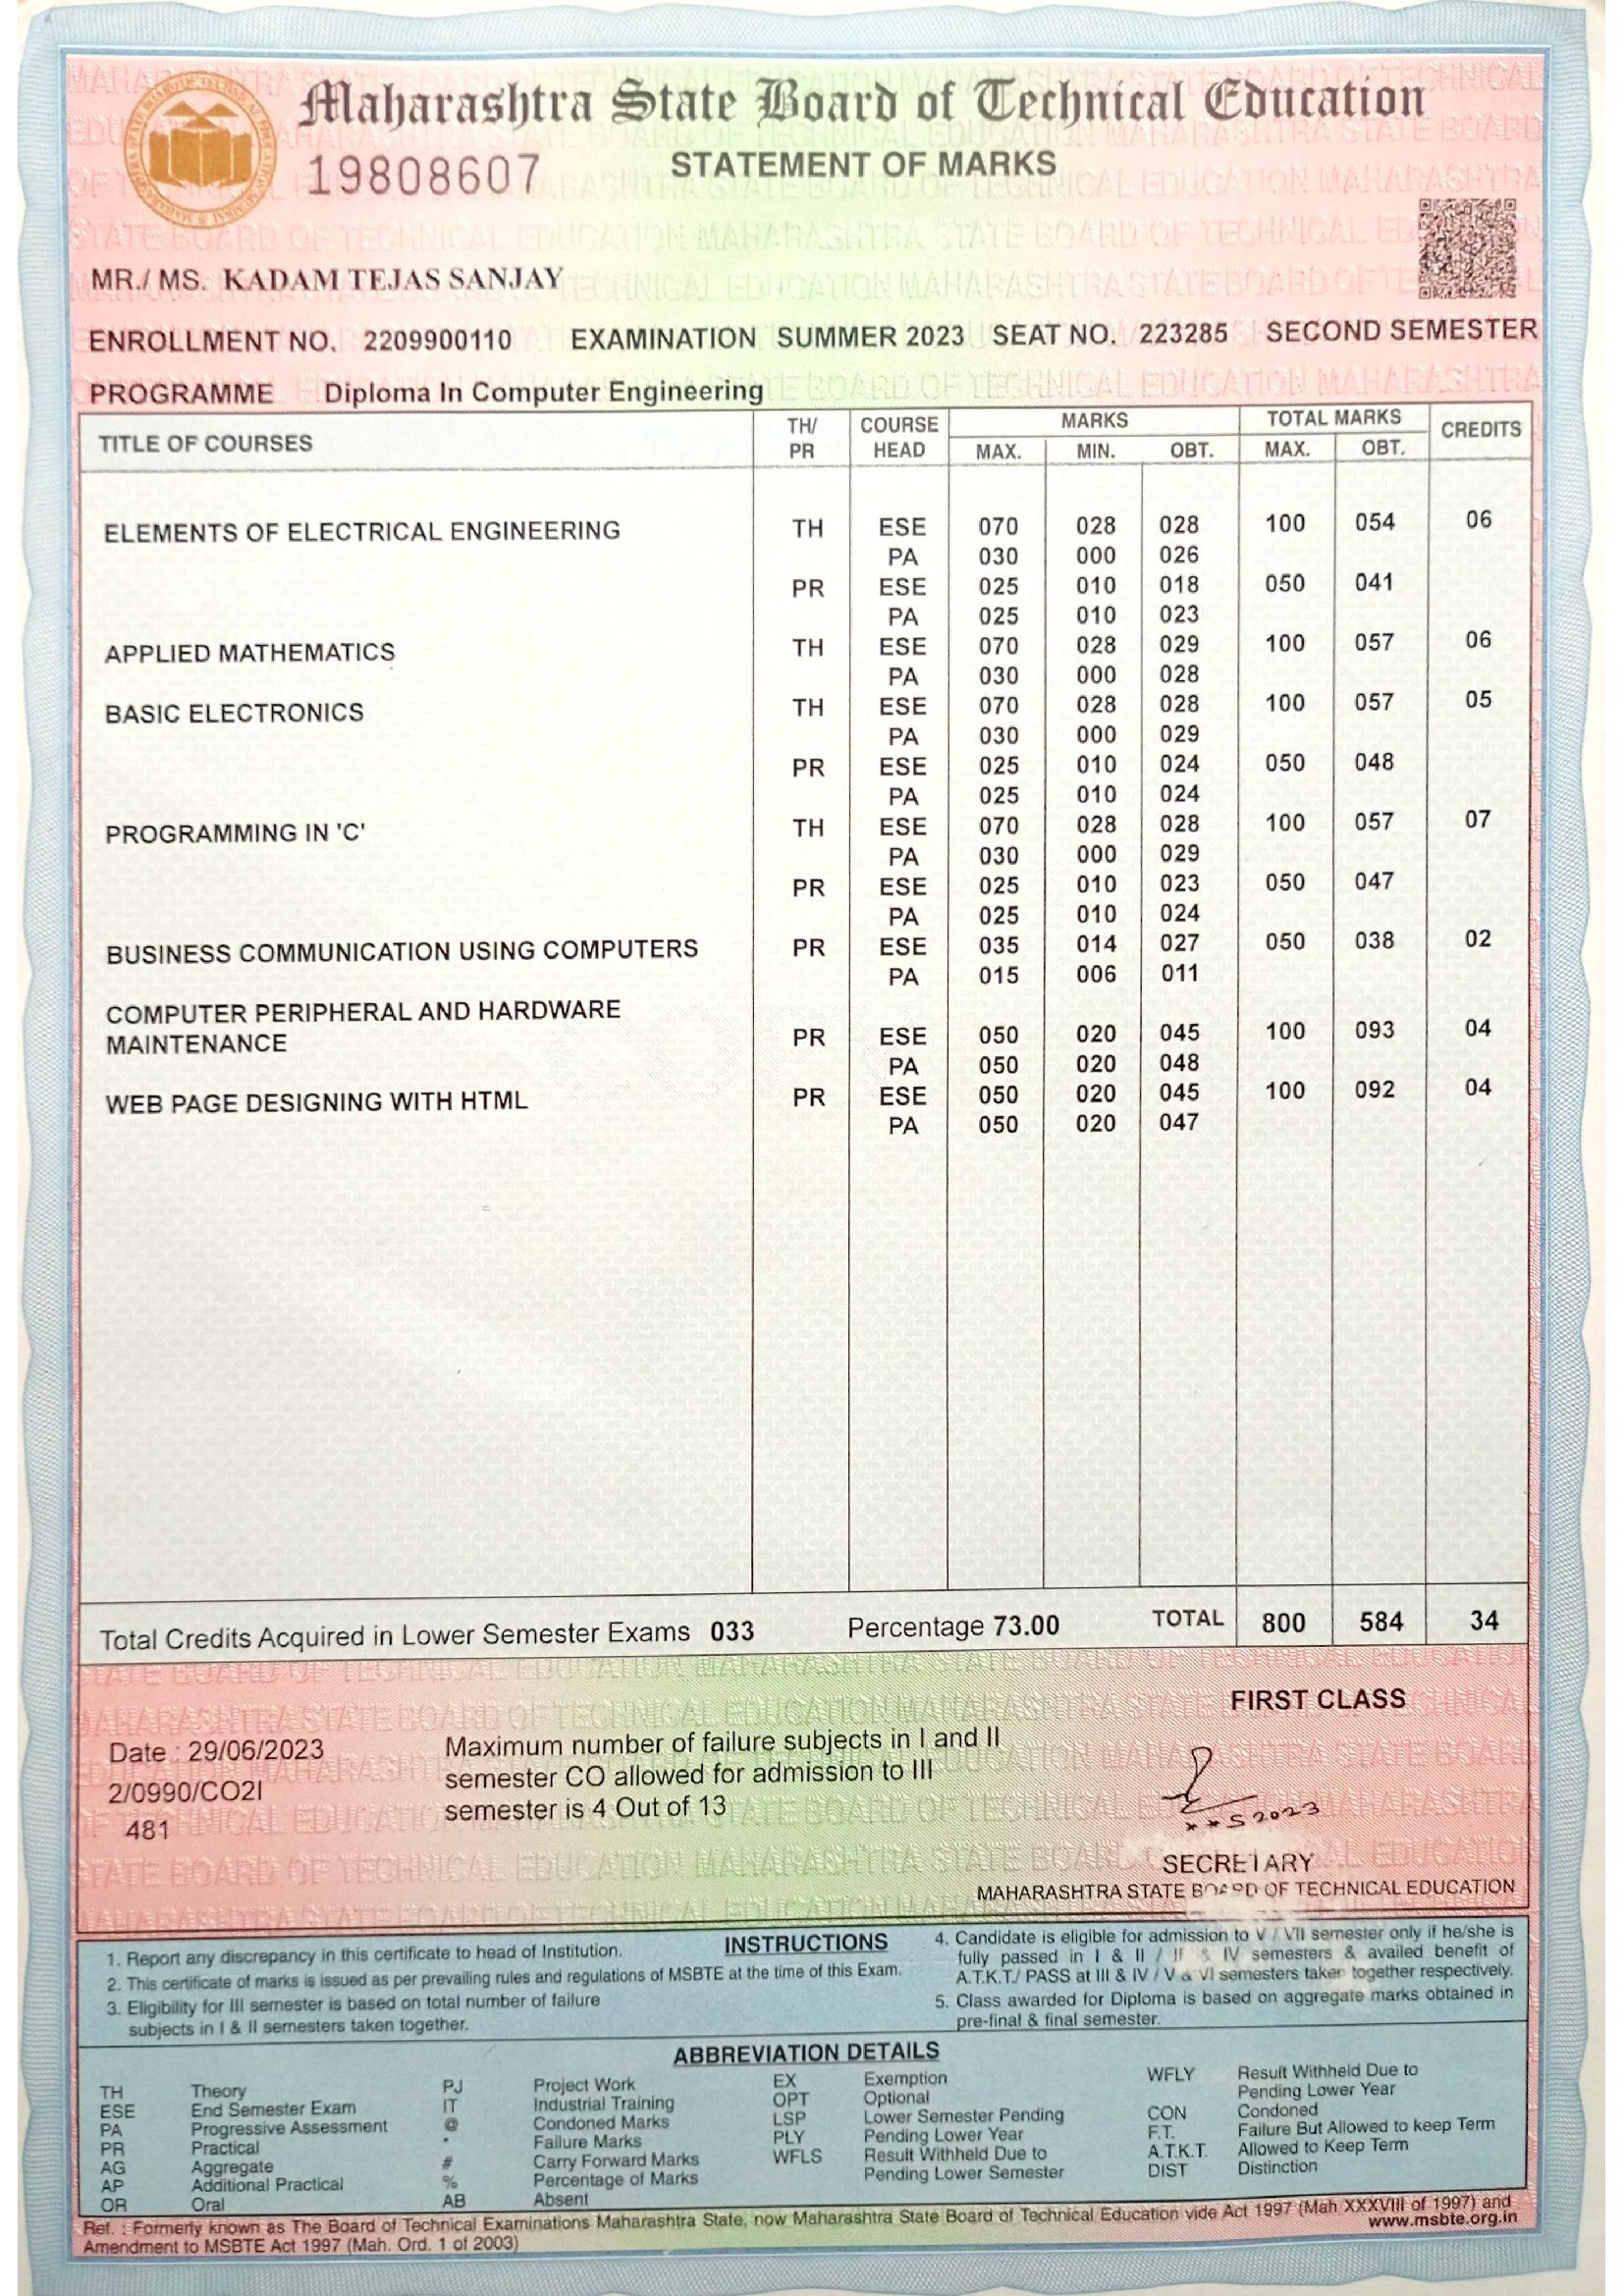 Maharashtra State Board of Technical Education
19808607 STATEMENT OF MARKS
MR./ MS. KADAM TEJAS SANJAY
ENROLLMENT NO. 2209900110 EXAMINATION SUMMER 2023 SEAT NO. 223285 SECOND SEMESTER
PROGRAMME Diploma In Computer Engineering
TITLE OF COURSES TH/ PR COURSE HEAD MARKS TOTAL MARKS CREDITS
MAX. MIN. OBT. MAX. OBT.
ELEMENTS OF ELECTRICAL ENGINEERING TH ESE 070 028 028 100 054 06
PA 030 000 026
PR ESE 025 010 018 050 041
PA 025 010 023
APPLIED MATHEMATICS TH ESE 070 028 029 100 057 06
PA 030 000 028
BASIC ELECTRONICS TH ESE 070 028 028 100 057 05
PA 030 000 029
PR ESE 025 010 024 050 048
PA 025 010 024
PROGRAMMING IN 'C' TH ESE 070 028 028 100 057 07
PA 030 000 029
PR ESE 025 010 023 050 047
PA 025 010 024
BUSINESS COMMUNICATION USING COMPUTERS PR ESE 035 014 027 050 038 02
PA 015 006 011
COMPUTER PERIPHERAL AND HARDWARE
MAINTENANCE PR ESE 050 020 045 100 093 04
PA 050 020 048
WEB PAGE DESIGNING WITH HTML PR ESE 050 020 045 100 092 04
PA 050 020 047
Total Credits Acquired in Lower Semester Exams 033 Percentage 73.00 TOTAL 800 584 34
FIRST CLASS
Date : 29/06/2023
2/0990/CO2I
481
Maximum number of failure subjects in I and II
semester CO allowed for admission to III
semester is 4 Out of 13
S 2023
SECRETARY
MAHARASHTRA STATE BOARD OF TECHNICAL EDUCATION
INSTRUCTIONS
1. Report any discrepancy in this certificate to head of Institution.
2. This certificate of marks is issued as per prevailing rules and regulations of MSBTE at the time of this Exam.
3. Eligibility for III semester is based on total number of failure
subjects in I & II semesters taken together.
4. Candidate is eligible for admission to V / VII semester only if he/she is
fully passed in I & II / & IV semesters & availed benefit of
A.T.K.T./ PASS at III & IV / V & VI semesters taken together respectively.
5. Class awarded for Diploma is based on aggregate marks obtained in
pre-final & final semester.
ABBREVIATION DETAILS
TH Theory
ESE End Semester Exam
PA Progressive Assessment
PR Practical
AG Aggregate
AP Additional Practical
OR Oral
PJ Project Work
IT Industrial Training
@ Condoned Marks
* Failure Marks
# Carry Forward Marks
% Percentage of Marks
AB Absent
EX Exemption
OPT Optional
LSP Lower Semester Pending
PLY Pending Lower Year
WFLS Result Withheld Due to
Pending Lower Semester
WFLY Result Withheld Due to
Pending Lower Year
CON Condoned
F.T. Failure But Allowed to keep Term
A.T.K.T. Allowed to Keep Term
DIST Distinction
Ref. : Formerly known as The Board of Technical Examinations Maharashtra State, now Maharashtra State Board of Technical Education vide Act 1997 (Mah XXXVIII of 1997) and
Amendment to MSBTE Act 1997 (Mah. Ord. 1 of 2003) www.msbte.org.in